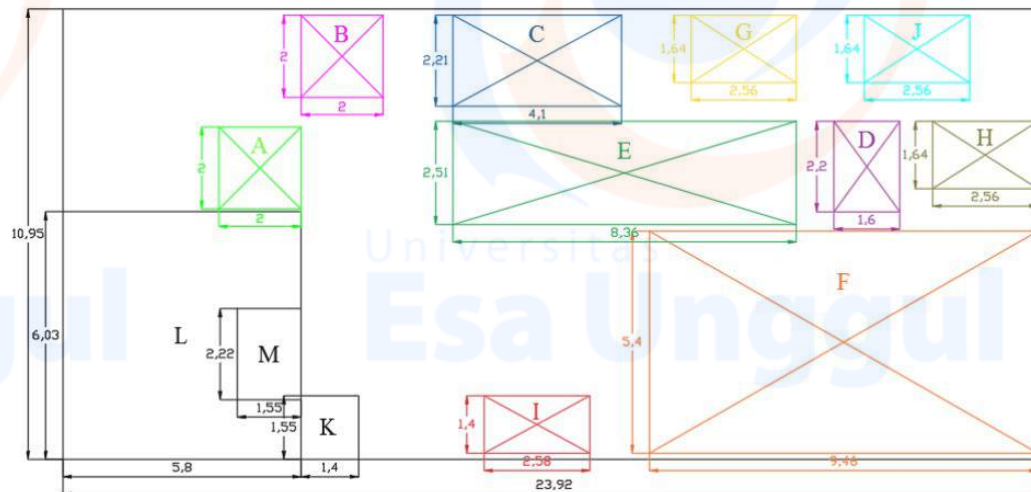 B
C
G
J
2
2,21
1,64
1,64
2
4,1
2,56
2,56
A
E
D
H
2
2,51
2,2
1,64
2
8,36
1,6
2,56
10,95
6,03
L
Universitas
Esa Unggul
gul
F
5,4
2,22
M
1,55
1,55
K
1,4
I
5,8
1,4
2,58
9,46
23,92